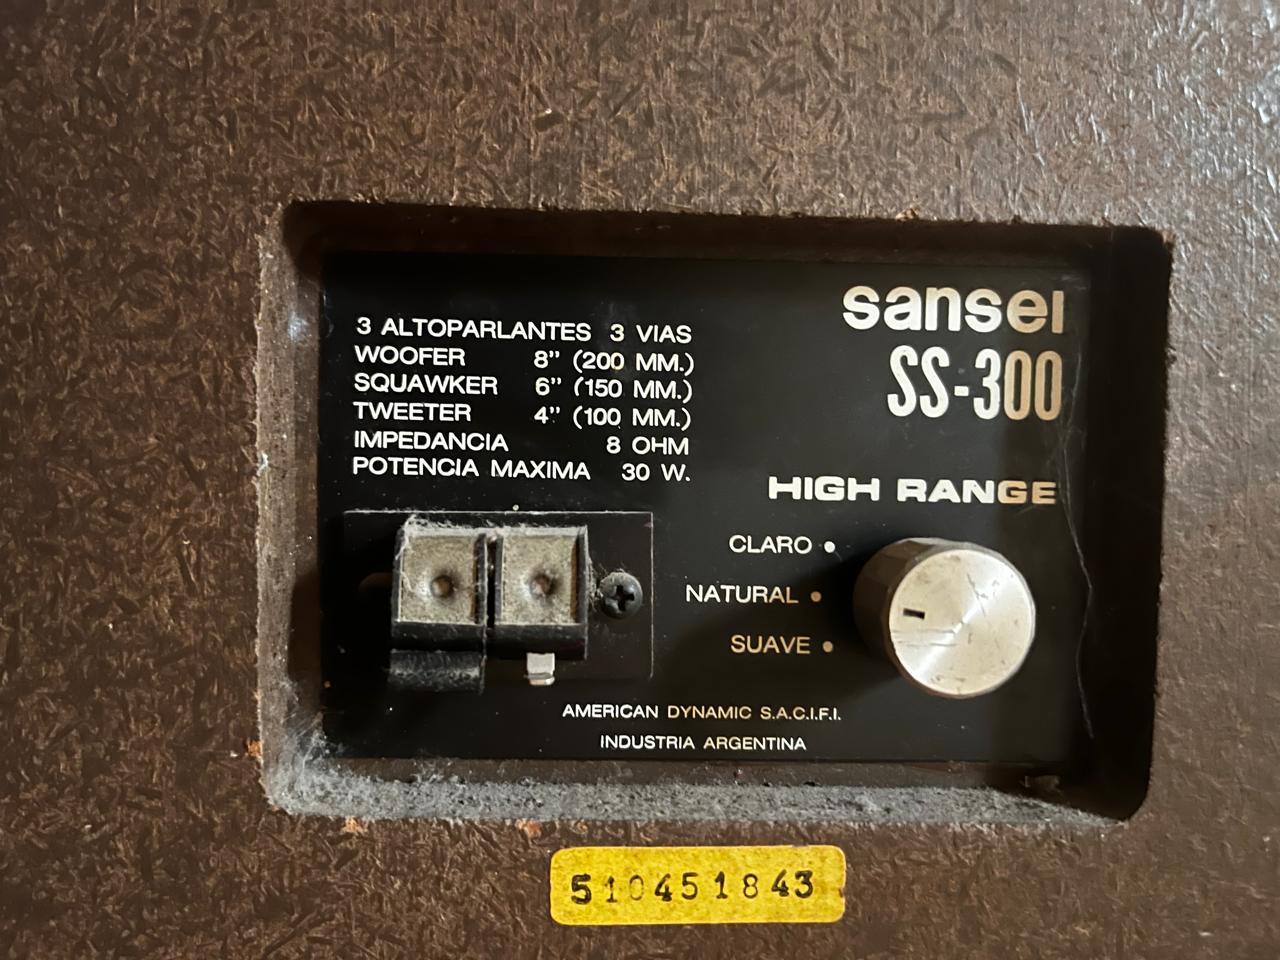 sansei
SS-300
3 ALTOPARLANTES 3 VIAS
WOOFER 8" (200 MM.)
SQUAWKER 6" (150 MM.)
TWEETER 4" (100 MM.)
IMPEDANCIA 8 OHM
POTENCIA MAXIMA 30 W.
HIGH RANGE
CLARO
NATURAL
SUAVE
AMERICAN DYNAMIC S.A.C.I.F.I.
INDUSTRIA ARGENTINA
510451843